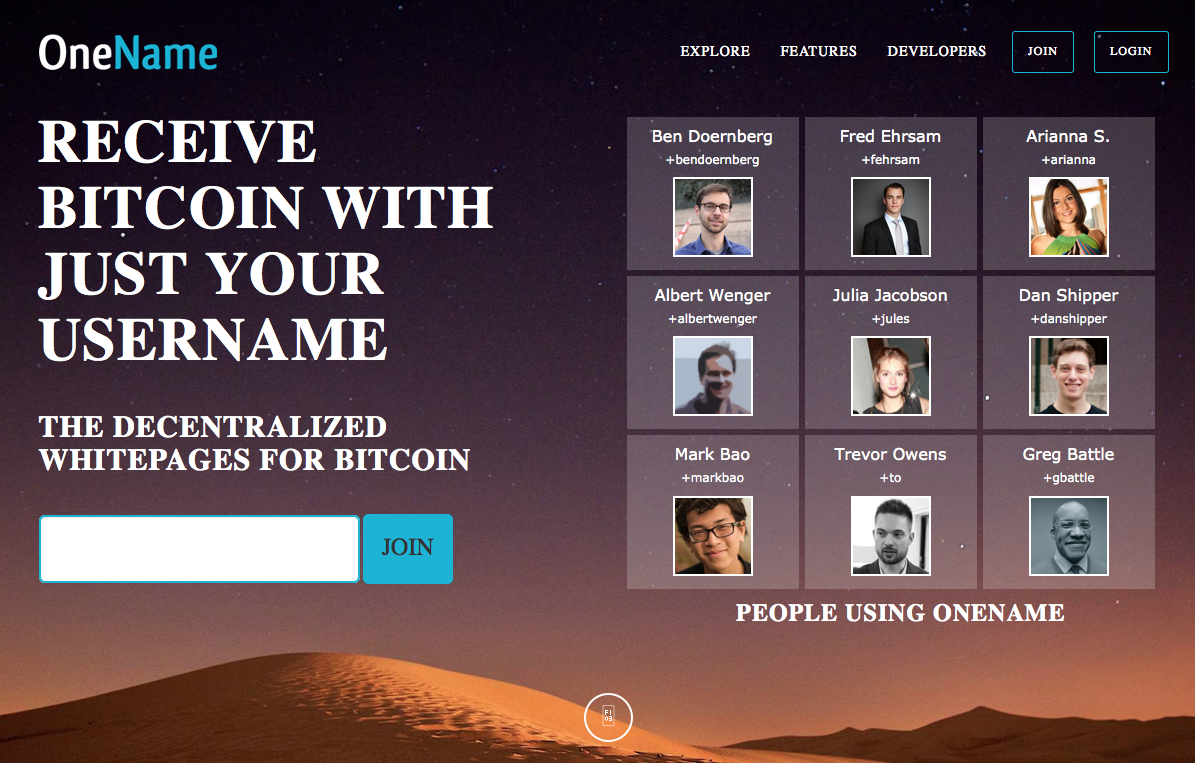 OneName
EXPLORE FEATURES DEVELOPERS JOIN LOGIN
RECEIVE
BITCOIN WITH
JUST YOUR
USERNAME
THE DECENTRALIZED
WHITEPAGES FOR BITCOIN
JOIN
Ben Doernberg
+bendoernberg
Fred Ehrsam
+fehrsam
Arianna S.
+arianna
Albert Wenger
+albertwenger
Julia Jacobson
+jules
Dan Shipper
+danshipper
Mark Bao
+markbao
Trevor Owens
+to
Greg Battle
+gbattle
PEOPLE USING ONENAME